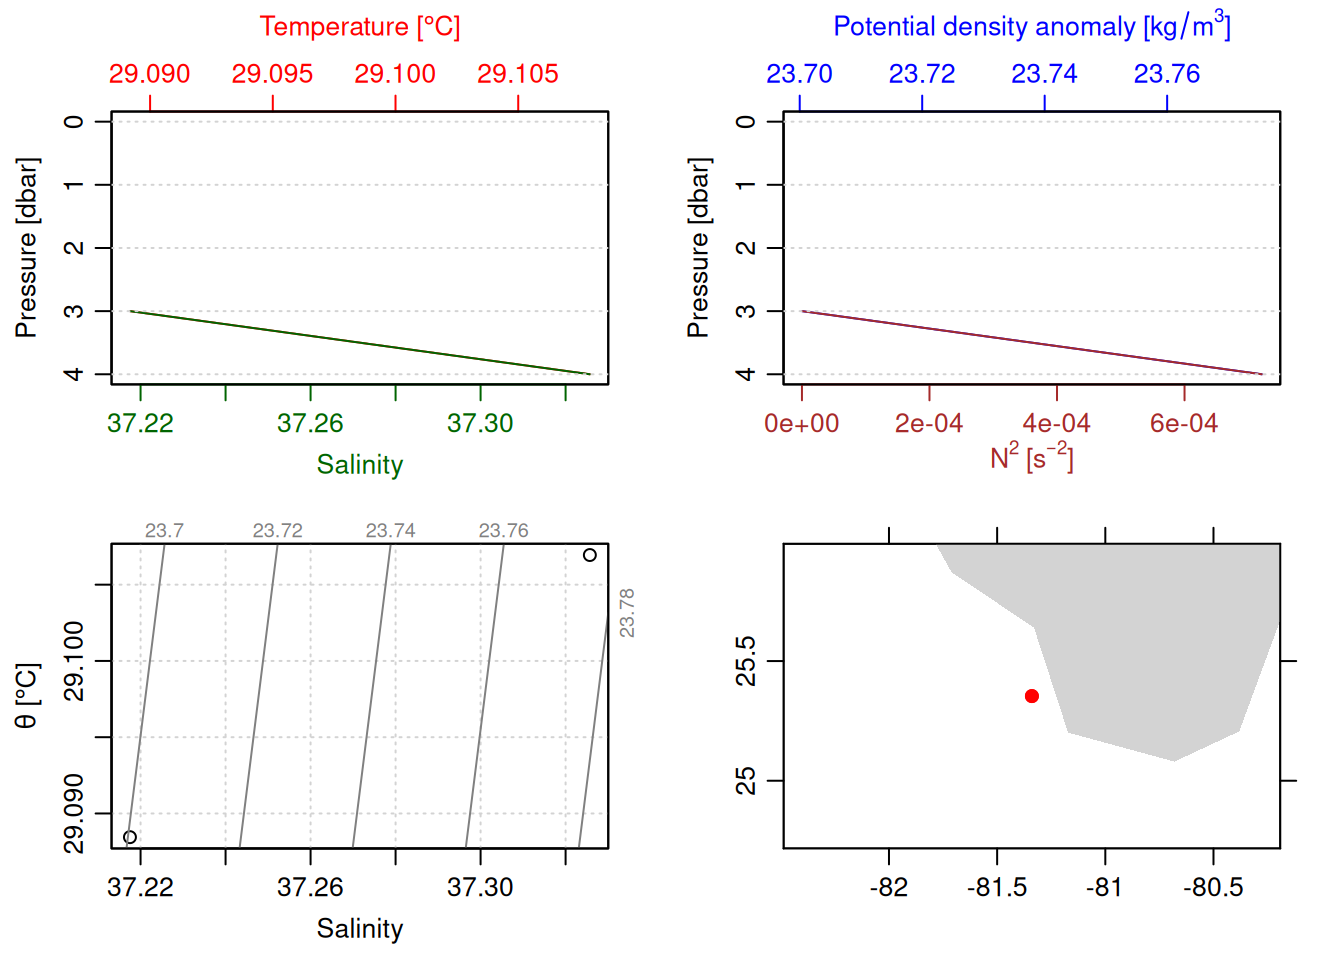 Temperature [°C]
29.090 29.095 29.100 29.105
0
1
2
3
4
Pressure [dbar]
37.22 37.26 37.30
Salinity
Potential density anomaly [kg/m³]
23.70 23.72 23.74 23.76
0
1
2
3
4
Pressure [dbar]
0e+00 2e-04 4e-04 6e-04
N² [s⁻²]
23.7 23.72 23.74 23.76
23.78
29.100
29.090
θ [°C]
37.22 37.26 37.30
Salinity
25.5
25
-82 -81.5 -81 -80.5